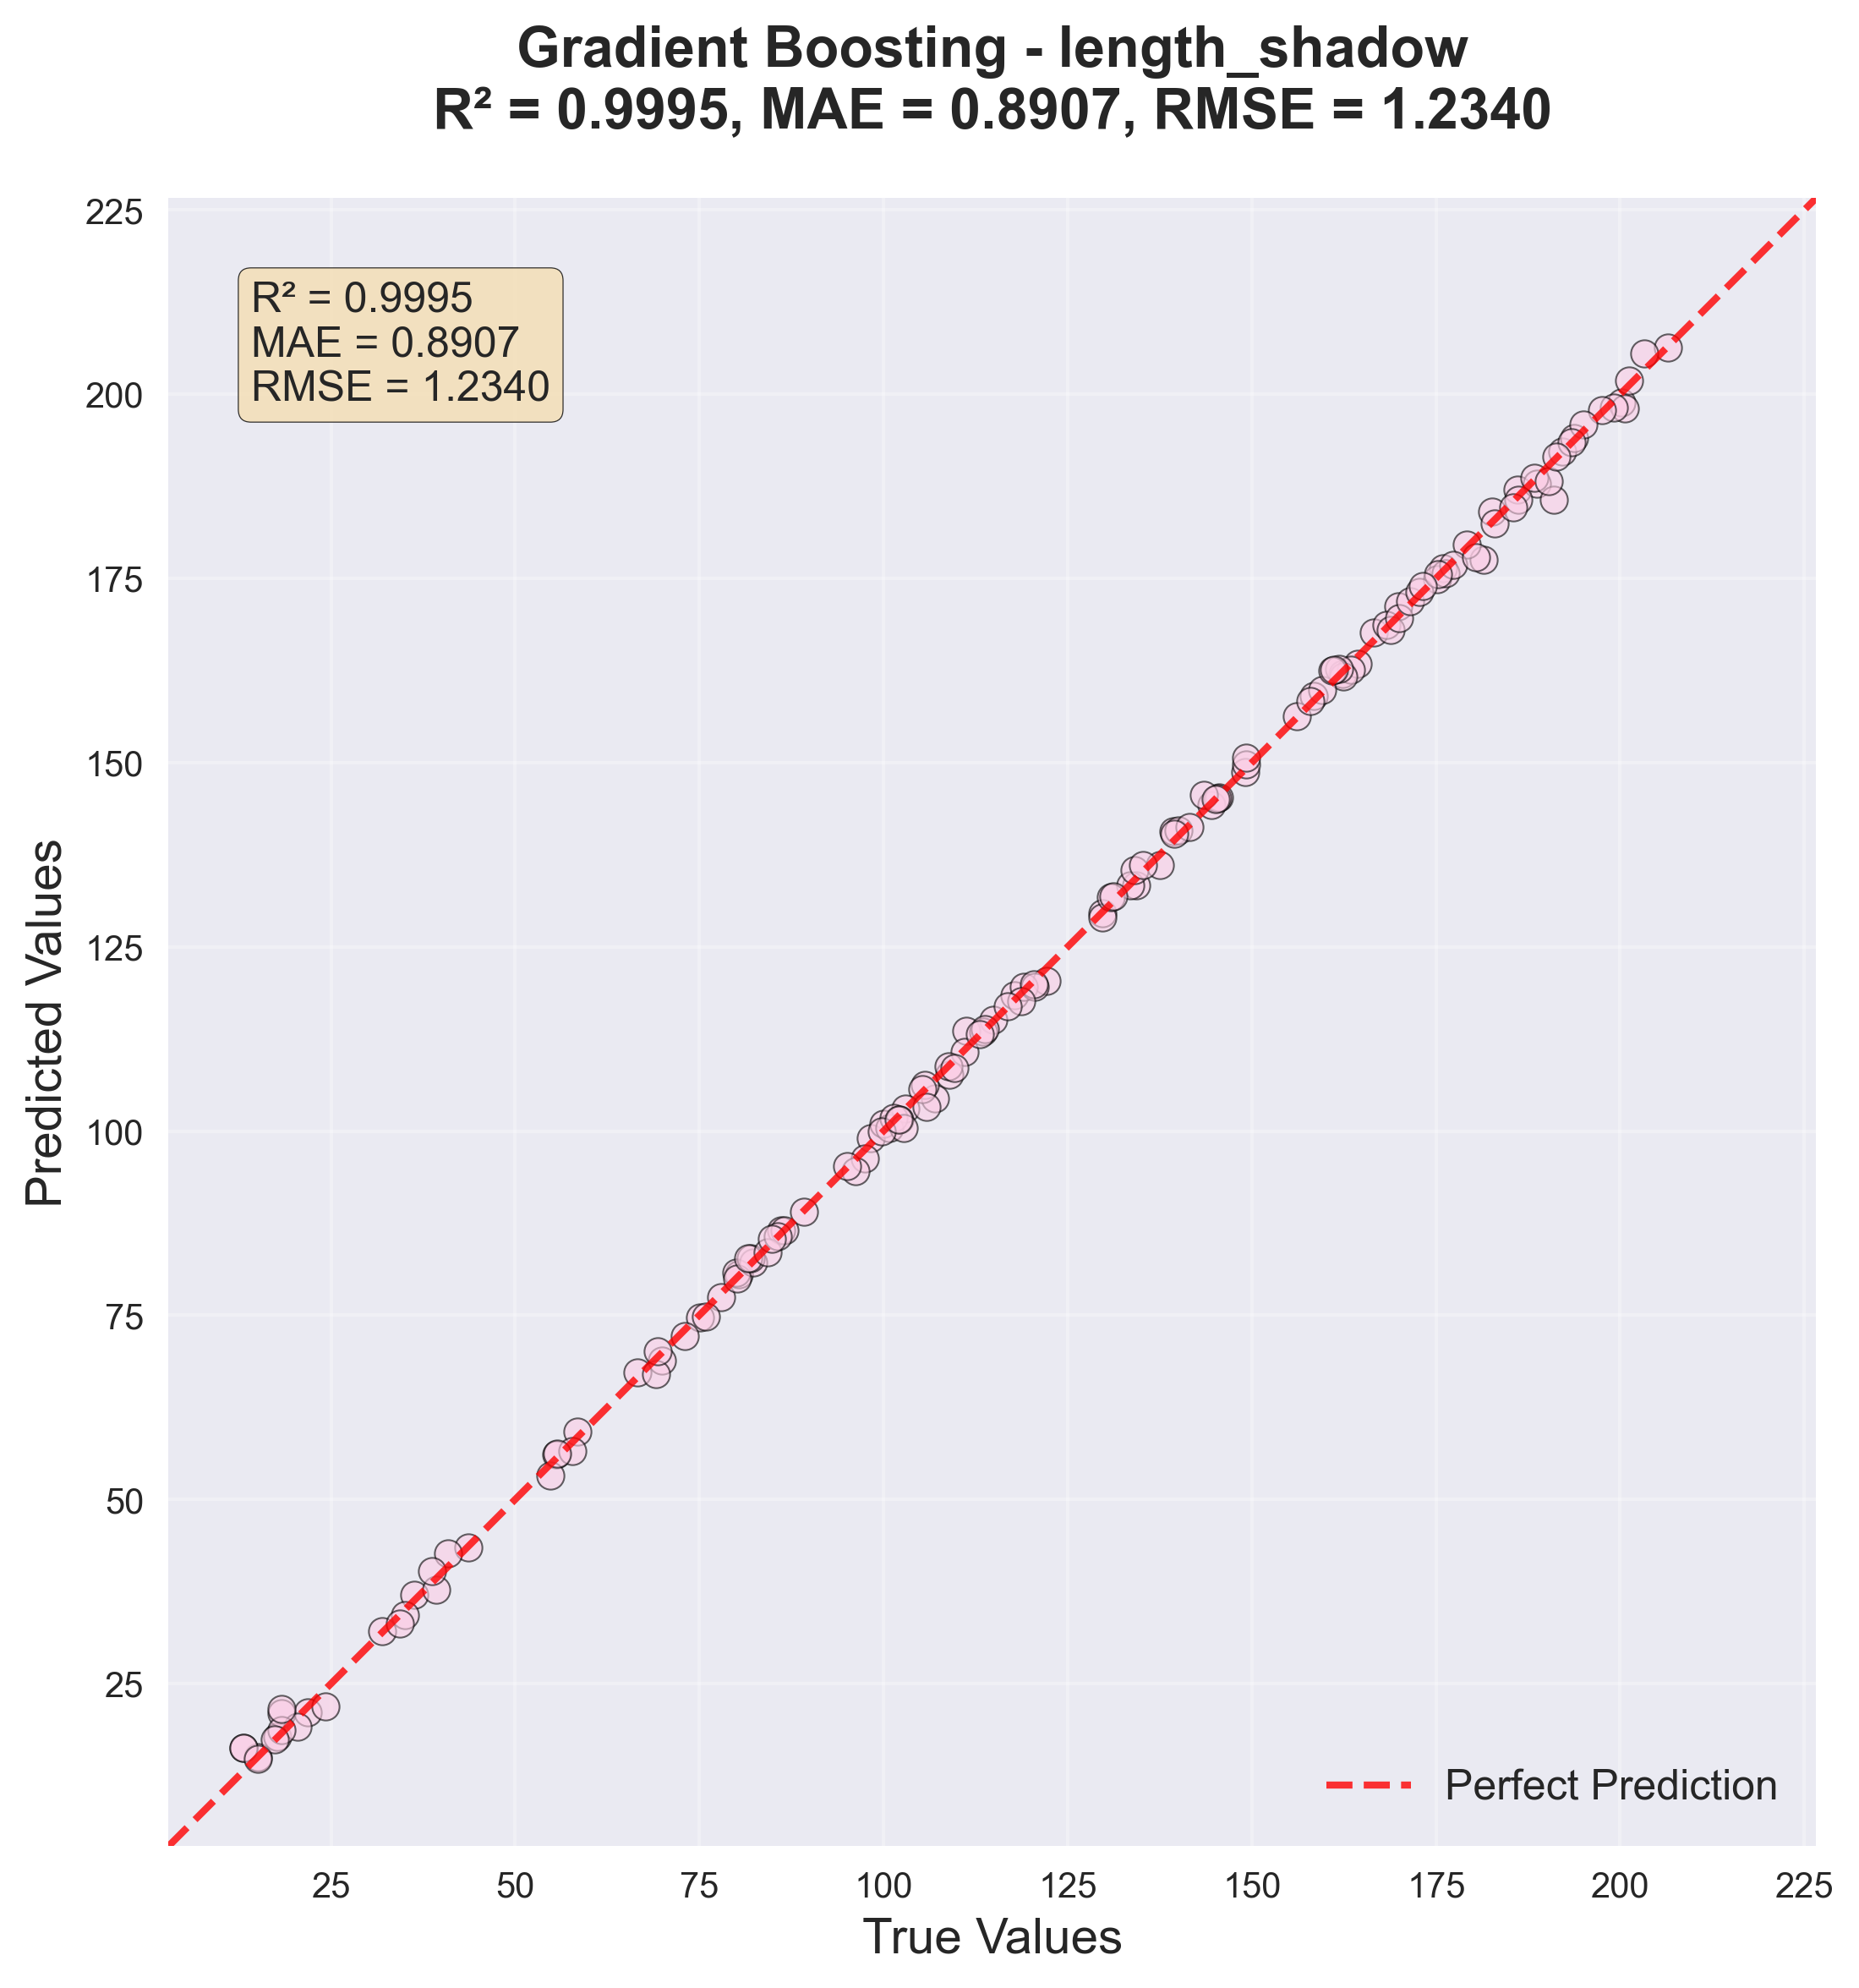 Gradient Boosting - length_shadow
R² = 0.9995, MAE = 0.8907, RMSE = 1.2340
225
200
175
150
125
100
75
50
25
R² = 0.9995
MAE = 0.8907
RMSE = 1.2340
Predicted Values
Perfect Prediction
25 50 75 100 125 150 175 200 225
True Values